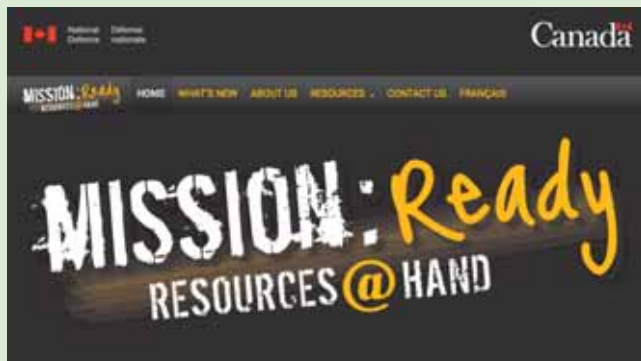 National Défense
Defence nationale
Canada
MISSION:Ready
RESOURCES@HAND
HOME WHAT'S NEW ABOUT US RESOURCES CONTACT US FRANÇAIS
MISSION:Ready
RESOURCES@HAND